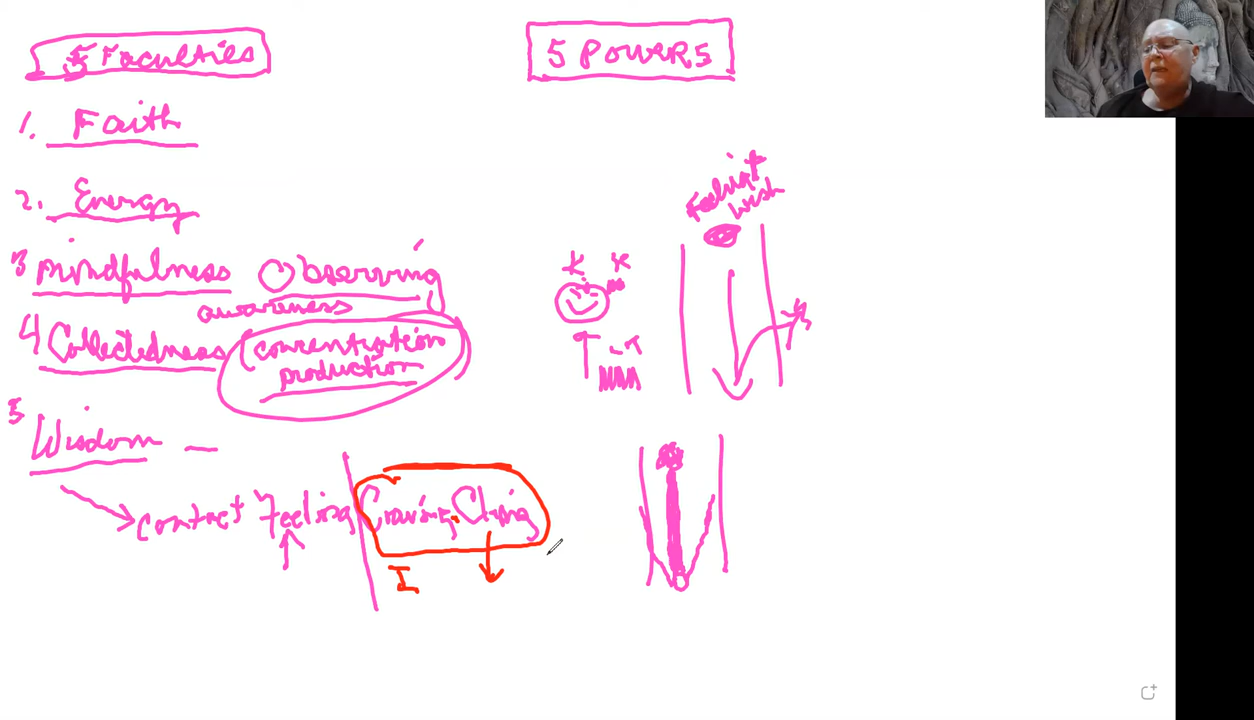 5 Faculties
5 Powers
1. Faith
2. Energy
3 Mindfulness Observing
awareness
4 Collectedness (concentration
production
5 Wisdom —
Contact Feeling Craving Cling
I
Feeling +
wish